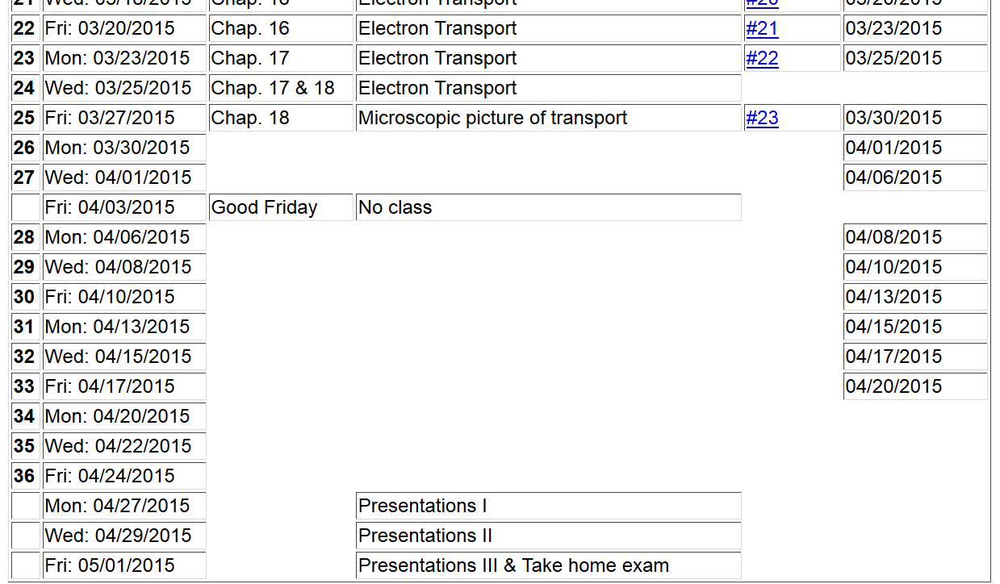 21 Wed: 03/18/2015 Chap. 16 Electron Transport #20 03/20/2015
22 Fri: 03/20/2015 Chap. 16 Electron Transport #21 03/23/2015
23 Mon: 03/23/2015 Chap. 17 Electron Transport #22 03/25/2015
24 Wed: 03/25/2015 Chap. 17 & 18 Electron Transport
25 Fri: 03/27/2015 Chap. 18 Microscopic picture of transport #23 03/30/2015
26 Mon: 03/30/2015 04/01/2015
27 Wed: 04/01/2015 04/06/2015
Fri: 04/03/2015 Good Friday No class
28 Mon: 04/06/2015 04/08/2015
29 Wed: 04/08/2015 04/10/2015
30 Fri: 04/10/2015 04/13/2015
31 Mon: 04/13/2015 04/15/2015
32 Wed: 04/15/2015 04/17/2015
33 Fri: 04/17/2015 04/20/2015
34 Mon: 04/20/2015
35 Wed: 04/22/2015
36 Fri: 04/24/2015
Mon: 04/27/2015 Presentations I
Wed: 04/29/2015 Presentations II
Fri: 05/01/2015 Presentations III & Take home exam